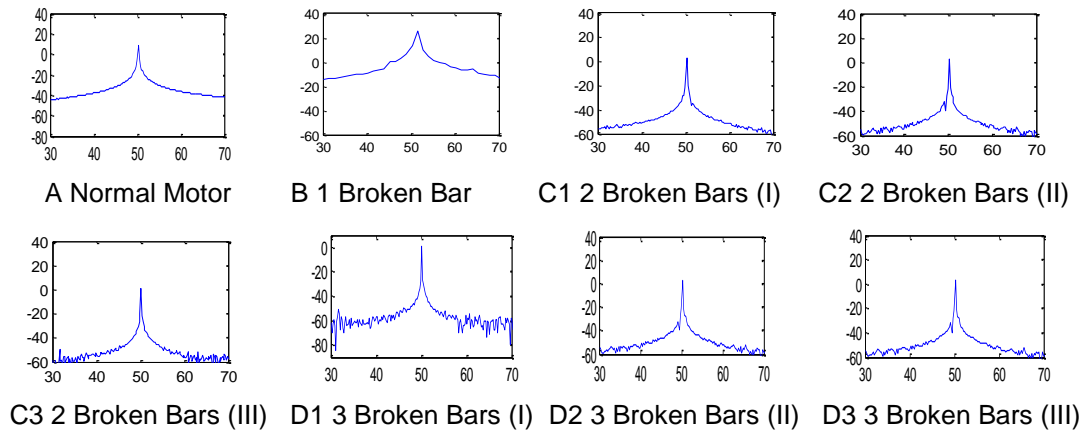 40 40 40 40
20 20 20 20
0 0 0 0
-20 -20 -20 -20
-40 -40 -40 -40
-60 -60 -60 -60
-80
30 40 50 60 70 30 40 50 60 70 30 40 50 60 70 30 40 50 60 70
A Normal Motor B 1 Broken Bar C1 2 Broken Bars (I) C2 2 Broken Bars (II)
40 0 40 40
20 -20 20 20
0 -40 0 0
-20 -60 -20 -20
-40 -80 -40 -40
-60 -60 -60
30 40 50 60 70 30 40 50 60 70 30 40 50 60 70 30 40 50 60 70
C3 2 Broken Bars (III) D1 3 Broken Bars (I) D2 3 Broken Bars (II) D3 3 Broken Bars (III)